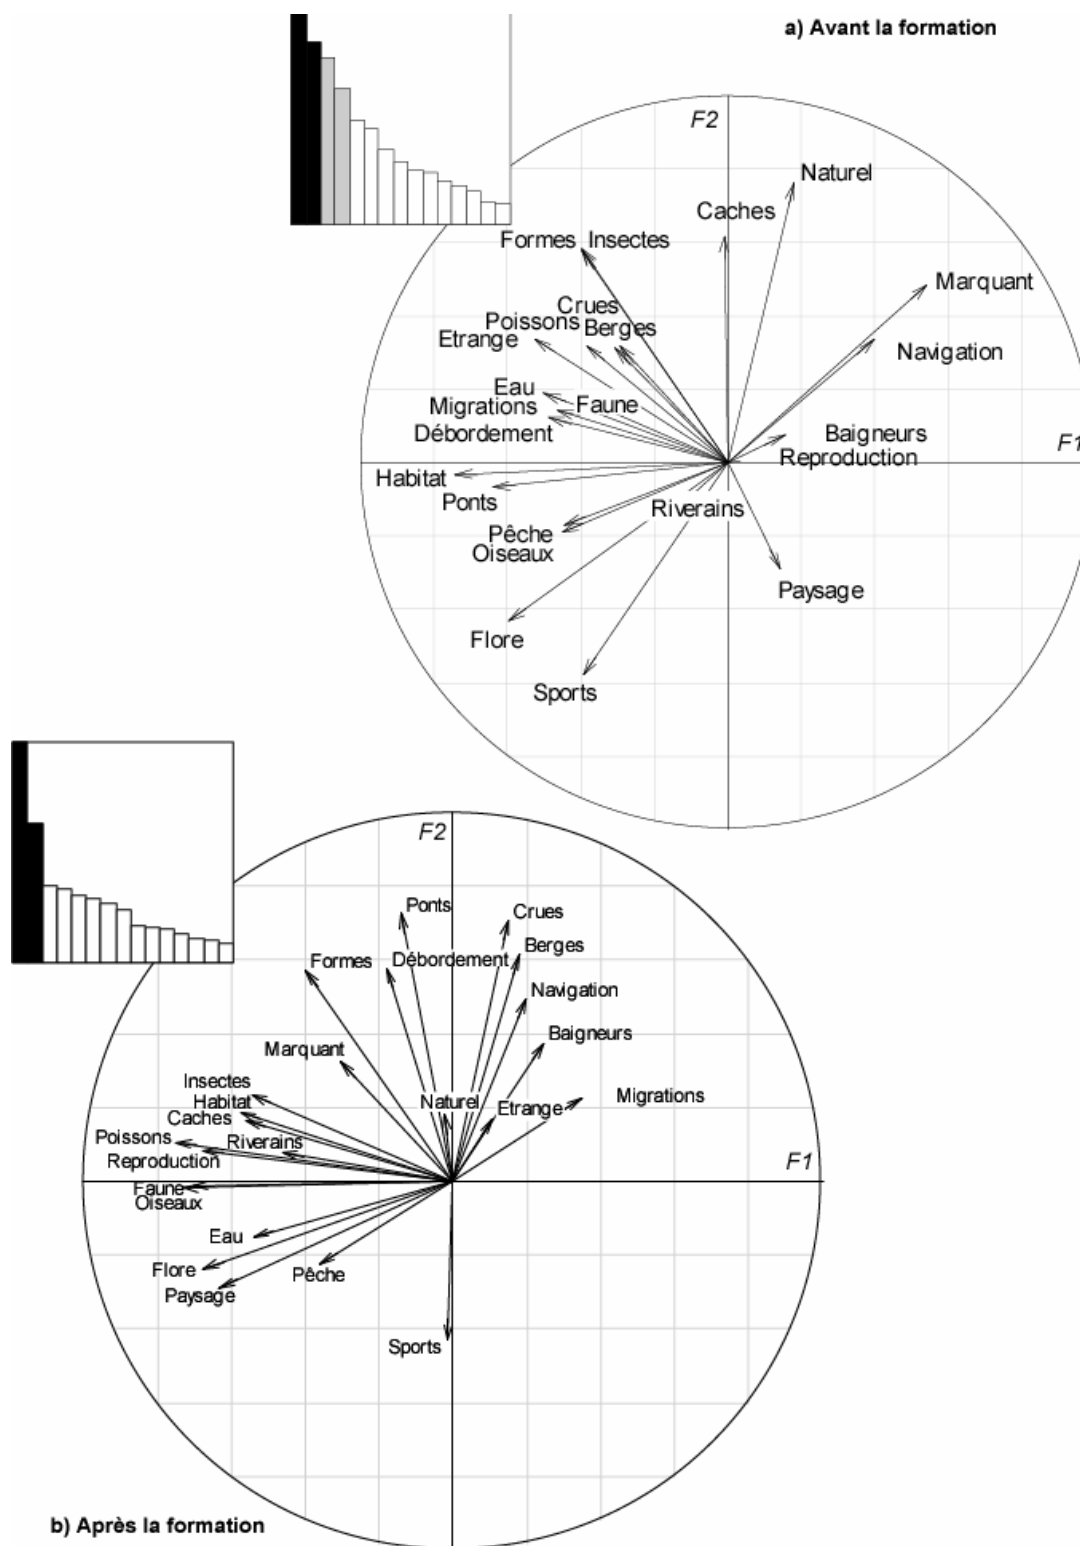 a) Avant la formation
F2
Naturel
Caches
Formes Insectes
Marquant
Crues
Poissons Berges
Etrange
Navigation
Eau
Migrations Faune
Débordement
Baigneurs
F1
Reproduction
Habitat
Ponts
Riverains
Pêche
Oiseaux
Paysage
Flore
Sports
F2
Ponts
Crues
Formes Débordement Berges
Navigation
Baigneurs
Marquant
Insectes
Habitat Naturel Etrange Migrations
Caches
Poissons Riverains
Reproduction
F1
Faune
Oiseaux
Eau
Flore Pêche
Paysage
Sports
b) Après la formation